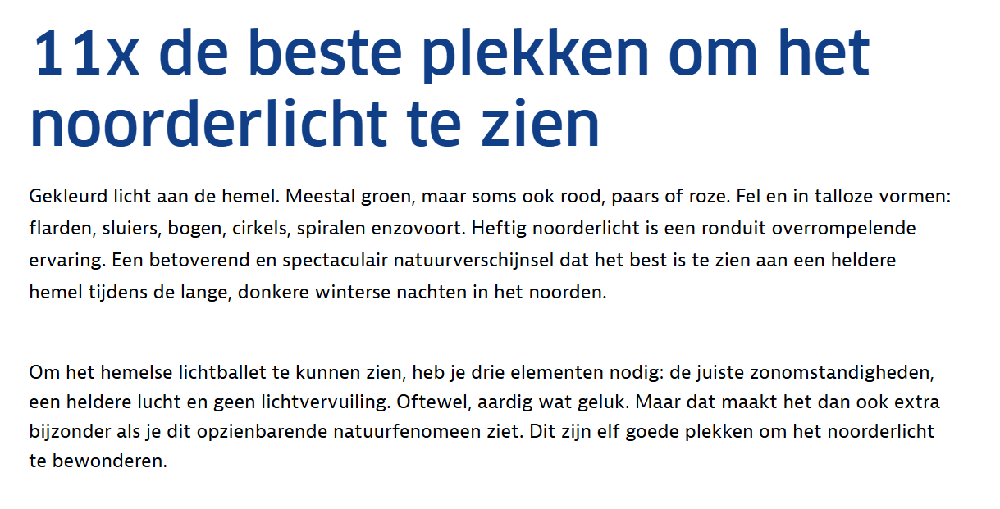 11x de beste plekken om het
noorderlicht te zien
Gekleurd licht aan de hemel. Meestal groen, maar soms ook rood, paars of roze. Fel en in talloze vormen:
flarden, sluiers, bogen, cirkels, spiralen enzovoort. Heftig noorderlicht is een ronduit overrompelende
ervaring. Een betoverend en spectaculair natuurverschijnsel dat het best is te zien aan een heldere
hemel tijdens de lange, donkere winterse nachten in het noorden.
Om het hemelse lichtballet te kunnen zien, heb je drie elementen nodig: de juiste zonomstandigheden,
een heldere lucht en geen lichtvervuiling. Oftewel, aardig wat geluk. Maar dat maakt het dan ook extra
bijzonder als je dit opzienbarende natuurfenomeen ziet. Dit zijn elf goede plekken om het noorderlicht
te bewonderen.